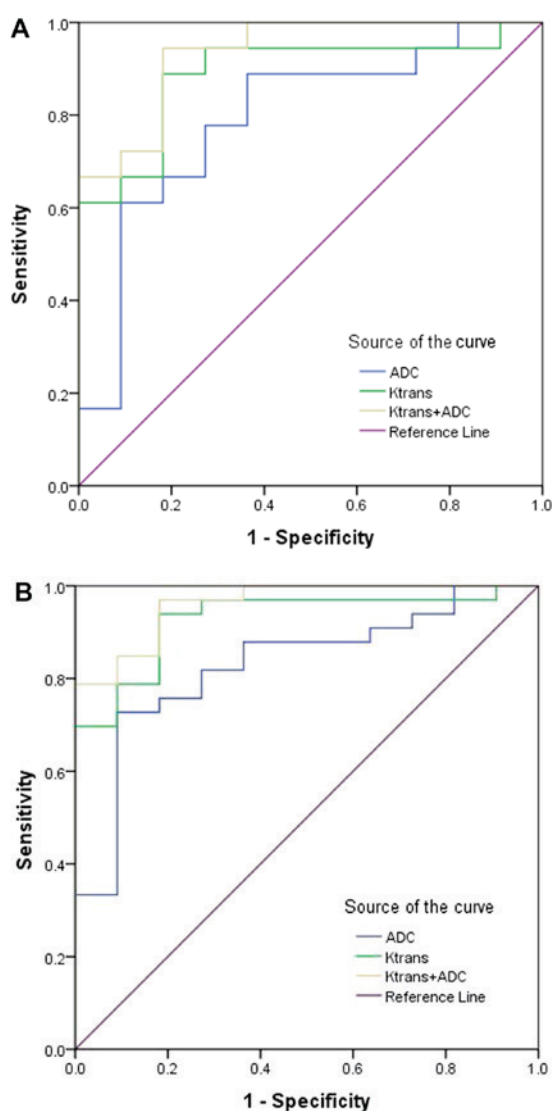 A
1.0
0.8
0.6
0.4
0.2
0.0
Sensitivity
Source of the curve
ADC
Ktrans
Ktrans+ADC
Reference Line
0.0 0.2 0.4 0.6 0.8 1.0
1 - Specificity
B
1.0
0.8
0.6
0.4
0.2
0.0
Sensitivity
Source of the curve
ADC
Ktrans
Ktrans+ADC
Reference Line
0.0 0.2 0.4 0.6 0.8 1.0
1 - Specificity